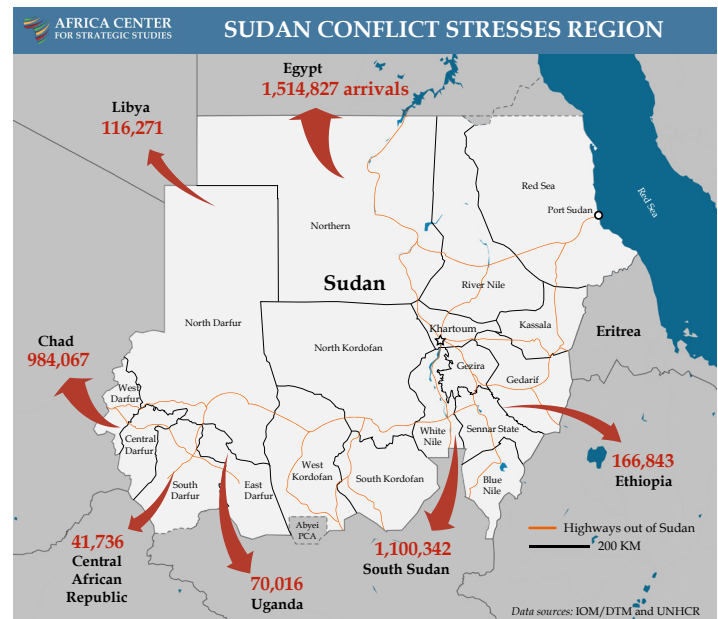 AFRICA CENTER
FOR STRATEGIC STUDIES
SUDAN CONFLICT STRESSES REGION
Egypt
1,514,827 arrivals
Libya
116,271
Red Sea
Port Sudan
Red Sea
Northern
Sudan
River Nile
North Darfur
Khartoum
Kassala
Eritrea
Chad
984,067
North Kordofan
Gezira
Gedarif
West
Darfur
Central
Darfur
White
Nile
Sennar State
166,843
Ethiopia
South
Darfur
East
Darfur
West
Kordofan
South Kordofan
Blue
Nile
Abyei
PCA
Highways out of Sudan
200 KM
41,736
Central
African
Republic
70,016
Uganda
1,100,342
South Sudan
Data sources: IOM/DTM and UNHCR